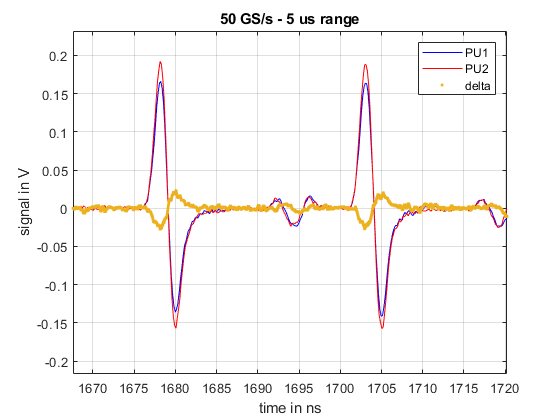 50 GS/s - 5 us range
PU1
PU2
delta
signal in V
0.2
0.15
0.1
0.05
0
-0.05
-0.1
-0.15
-0.2
1670 1675 1680 1685 1690 1695 1700 1705 1710 1715 1720
time in ns